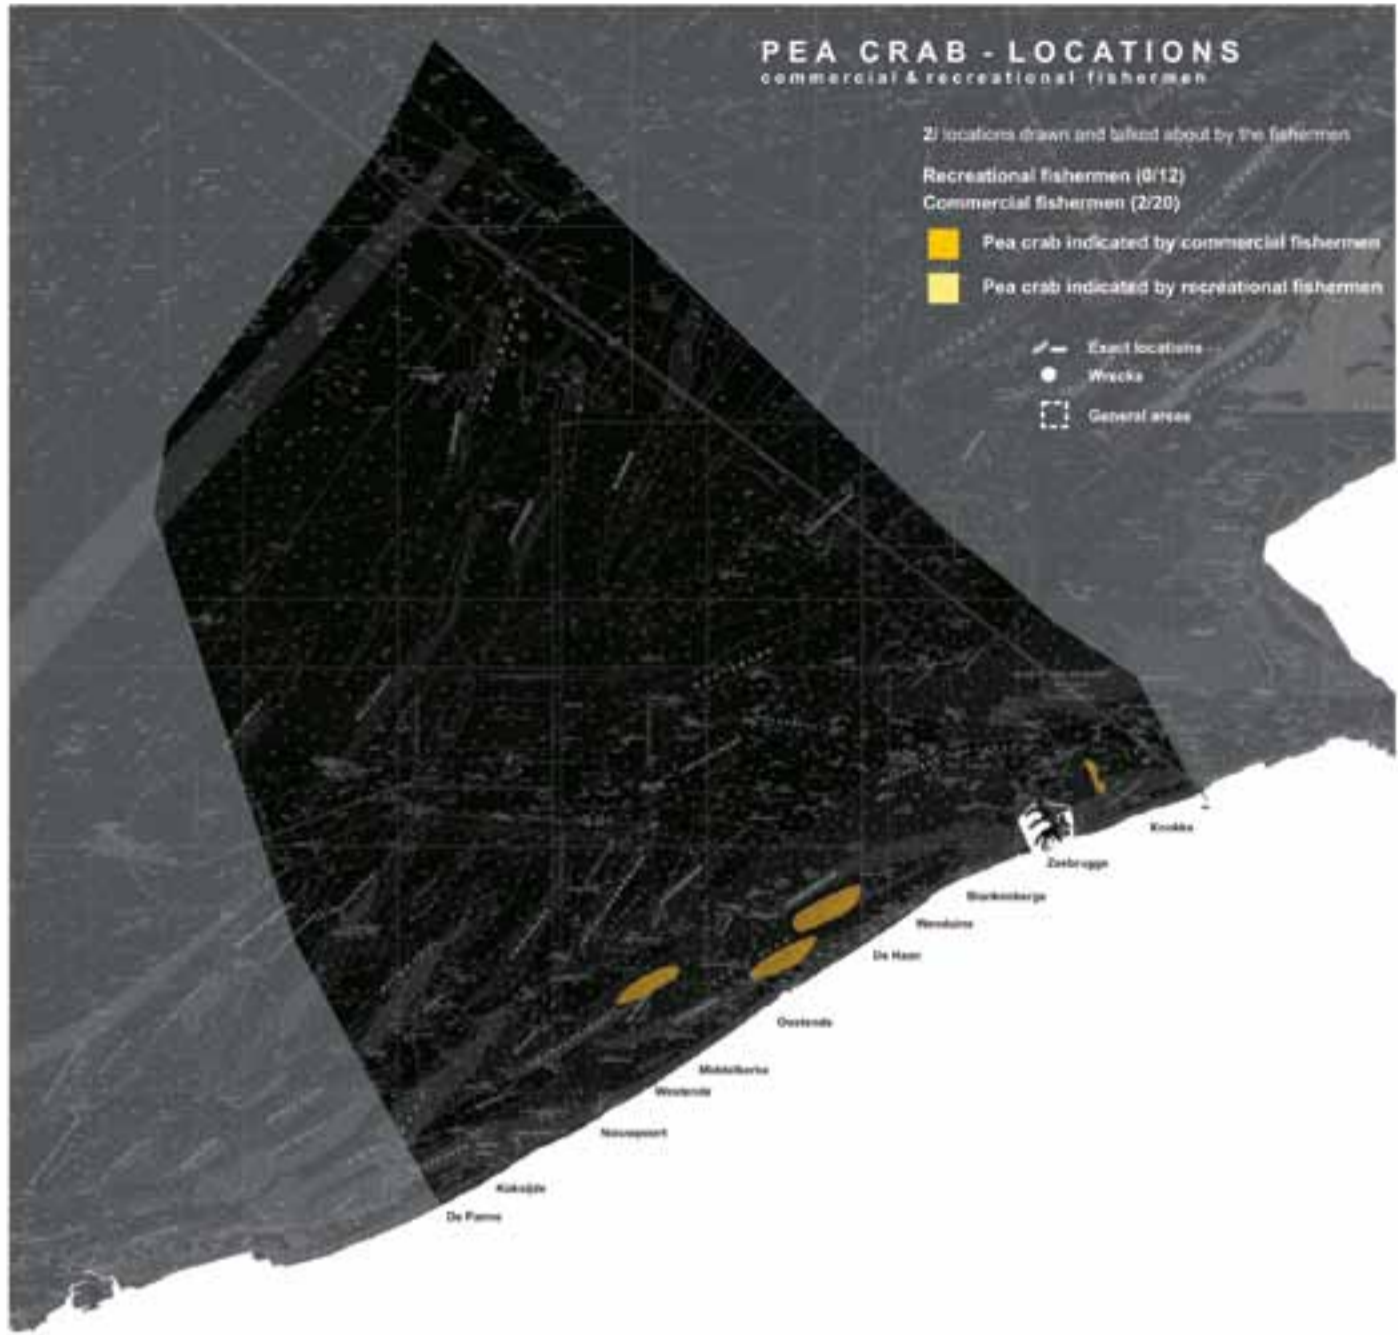 PEA CRAB - LOCATIONS
commercial & recreational fishermen
2/ locations drawn and talked about by the fishermen
Recreational fishermen (0/12)
Commercial fishermen (2/20)
Pea crab indicated by commercial fishermen
Pea crab indicated by recreational fishermen
Exact locations
Wrecks
General areas
Knokke
Zeebrugge
Blankenberge
Wenduine
De Haan
Oostende
Middelkerke
Westende
Nieuwpoort
Koksijde
De Panne